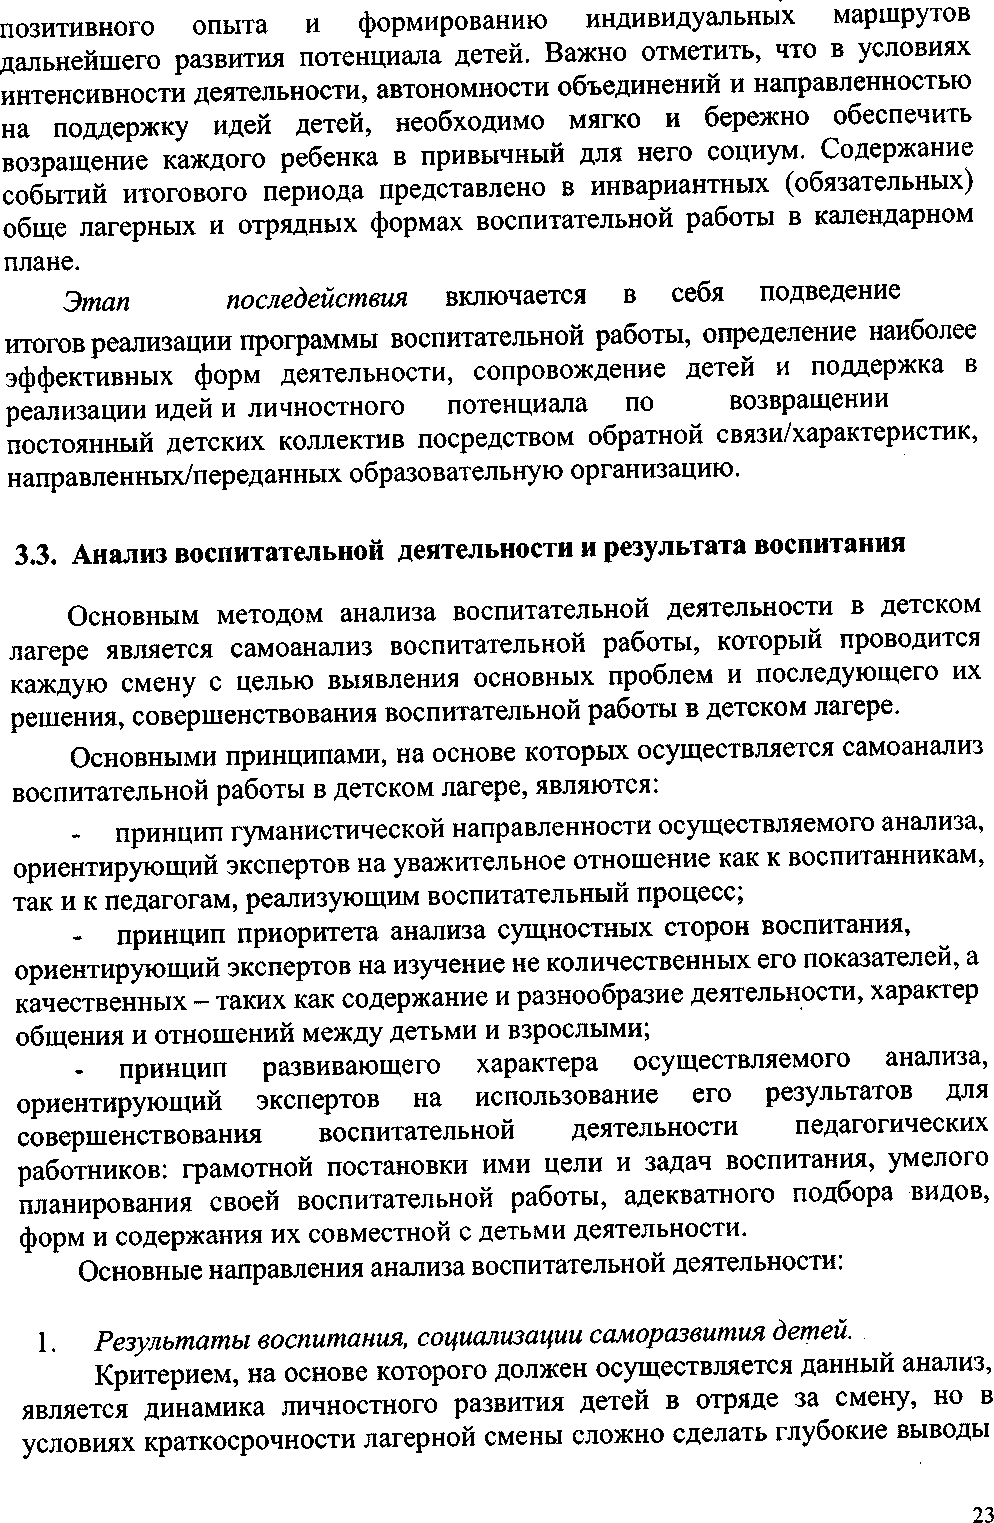 позитивного опыта и формированию индивидуальных маршрутов
дальнейшего развития потенциала детей. Важно отметить, что в условиях
интенсивности деятельности, автономности объединений и направленностью
на поддержку идей детей, необходимо мягко и бережно обеспечить
возращение каждого ребенка в привычный для него социум. Содержание
событий итогового периода представлено в инвариантных (обязательных)
обще лагерных и отрядных формах воспитательной работы в календарном
плане.
Этап последействия включается в себя подведение
итогов реализации программы воспитательной работы, определение наиболее
эффективных форм деятельности, сопровождение детей и поддержка в
реализации идей и личностного потенциала по возвращении
постоянный детских коллектив посредством обратной связи/характеристик,
направленных/переданных образовательную организацию.
3.3. Анализ воспитательной деятельности и результата воспитания
Основным методом анализа воспитательной деятельности в детском
лагере является самоанализ воспитательной работы, который проводится
каждую смену с целью выявления основных проблем и последующего их
решения, совершенствования воспитательной работы в детском лагере.
Основными принципами, на основе которых осуществляется самоанализ
воспитательной работы в детском лагере, являются:
- принцип гуманистической направленности осуществляемого анализа,
ориентирующий экспертов на уважительное отношение как к воспитанникам,
так и к педагогам, реализующим воспитательный процесс;
- принцип приоритета анализа сущностных сторон воспитания,
ориентирующий экспертов на изучение не количественных его показателей, а
качественных – таких как содержание и разнообразие деятельности, характер
общения и отношений между детьми и взрослыми;
- принцип развивающего характера осуществляемого анализа,
ориентирующий экспертов на использование его результатов для
совершенствования воспитательной деятельности педагогических
работников: грамотной постановки ими цели и задач воспитания, умелого
планирования своей воспитательной работы, адекватного подбора видов,
форм и содержания их совместной с детьми деятельности.
Основные направления анализа воспитательной деятельности:
1. Результаты воспитания, социализации саморазвития детей.
Критерием, на основе которого должен осуществляется данный анализ,
является динамика личностного развития детей в отряде за смену, но в
условиях краткосрочности лагерной смены сложно сделать глубокие выводы
23